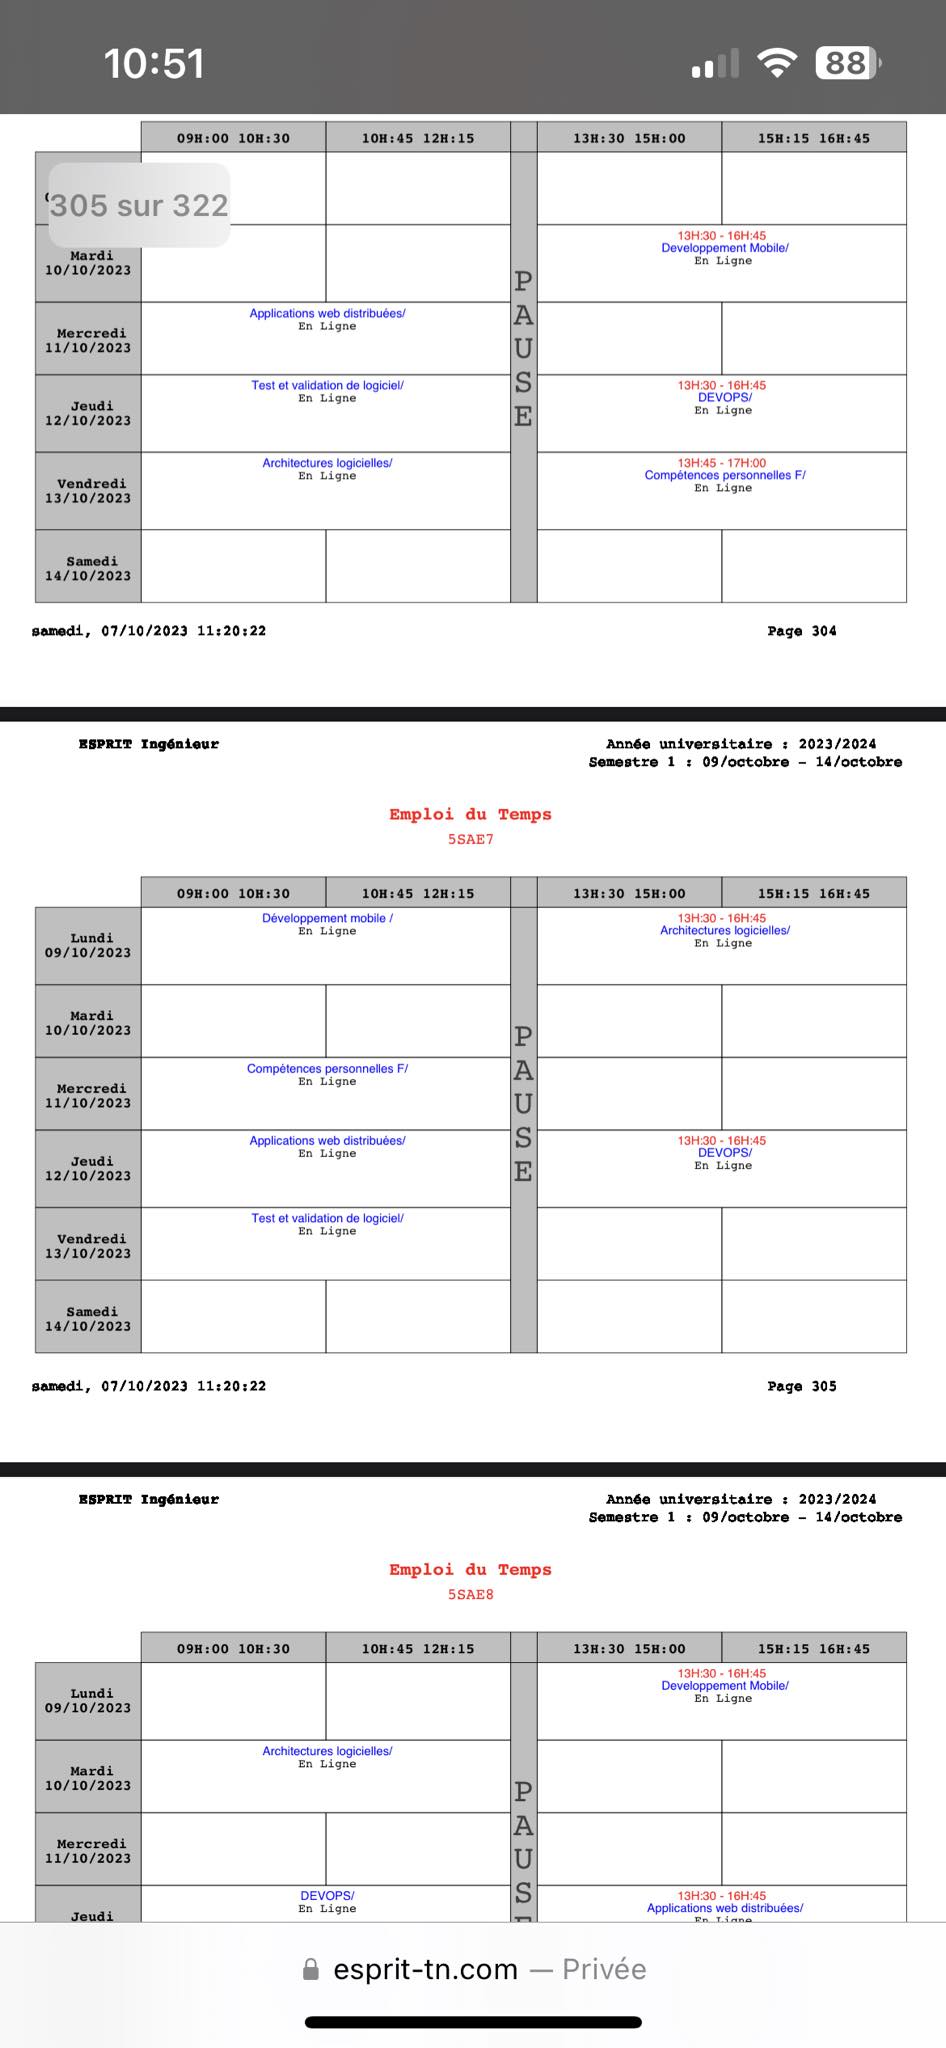 10:51
88
09H:00 10H:30 10H:45 12H:15 13H:30 15H:00 15H:15 16H:45
305 sur 322
Mardi
10/10/2023
13H:30 - 16H:45
Developpement Mobile/
En Ligne
PAUSE
Mercredi
11/10/2023
Applications web distribuées/
En Ligne
Jeudi
12/10/2023
Test et validation de logiciel/
En Ligne
13H:30 - 16H:45
DEVOPS/
En Ligne
Vendredi
13/10/2023
Architectures logicielles/
En Ligne
13H:45 - 17H:00
Compétences personnelles F/
En Ligne
Samedi
14/10/2023
samedi, 07/10/2023 11:20:22 Page 304
ESPRIT Ingénieur Année universitaire : 2023/2024
Semestre 1 : 09/octobre - 14/octobre
Emploi du Temps
5SAE7
09H:00 10H:30 10H:45 12H:15 13H:30 15H:00 15H:15 16H:45
Lundi
09/10/2023
Développement mobile /
En Ligne
13H:30 - 16H:45
Architectures logicielles/
En Ligne
Mardi
10/10/2023
PAUSE
Mercredi
11/10/2023
Compétences personnelles F/
En Ligne
Jeudi
12/10/2023
Applications web distribuées/
En Ligne
13H:30 - 16H:45
DEVOPS/
En Ligne
Vendredi
13/10/2023
Test et validation de logiciel/
En Ligne
Samedi
14/10/2023
samedi, 07/10/2023 11:20:22 Page 305
ESPRIT Ingénieur Année universitaire : 2023/2024
Semestre 1 : 09/octobre - 14/octobre
Emploi du Temps
5SAE8
09H:00 10H:30 10H:45 12H:15 13H:30 15H:00 15H:15 16H:45
Lundi
09/10/2023
13H:30 - 16H:45
Developpement Mobile/
En Ligne
Mardi
10/10/2023
Architectures logicielles/
En Ligne
PAUS
Mercredi
11/10/2023
Jeudi
DEVOPS/
En Ligne
13H:30 - 16H:45
Applications web distribuées/
En Ligne
esprit-tn.com — Privée